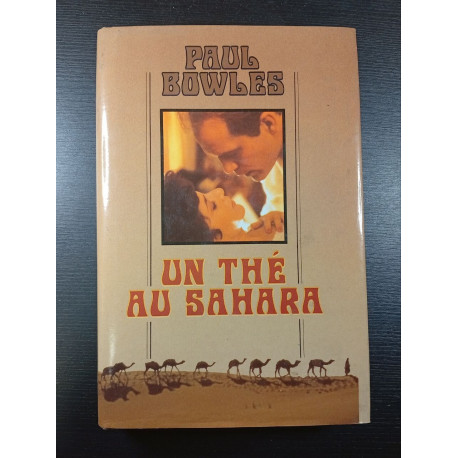 PAUL
BOWLES
UN THÉ
AU SAHARA